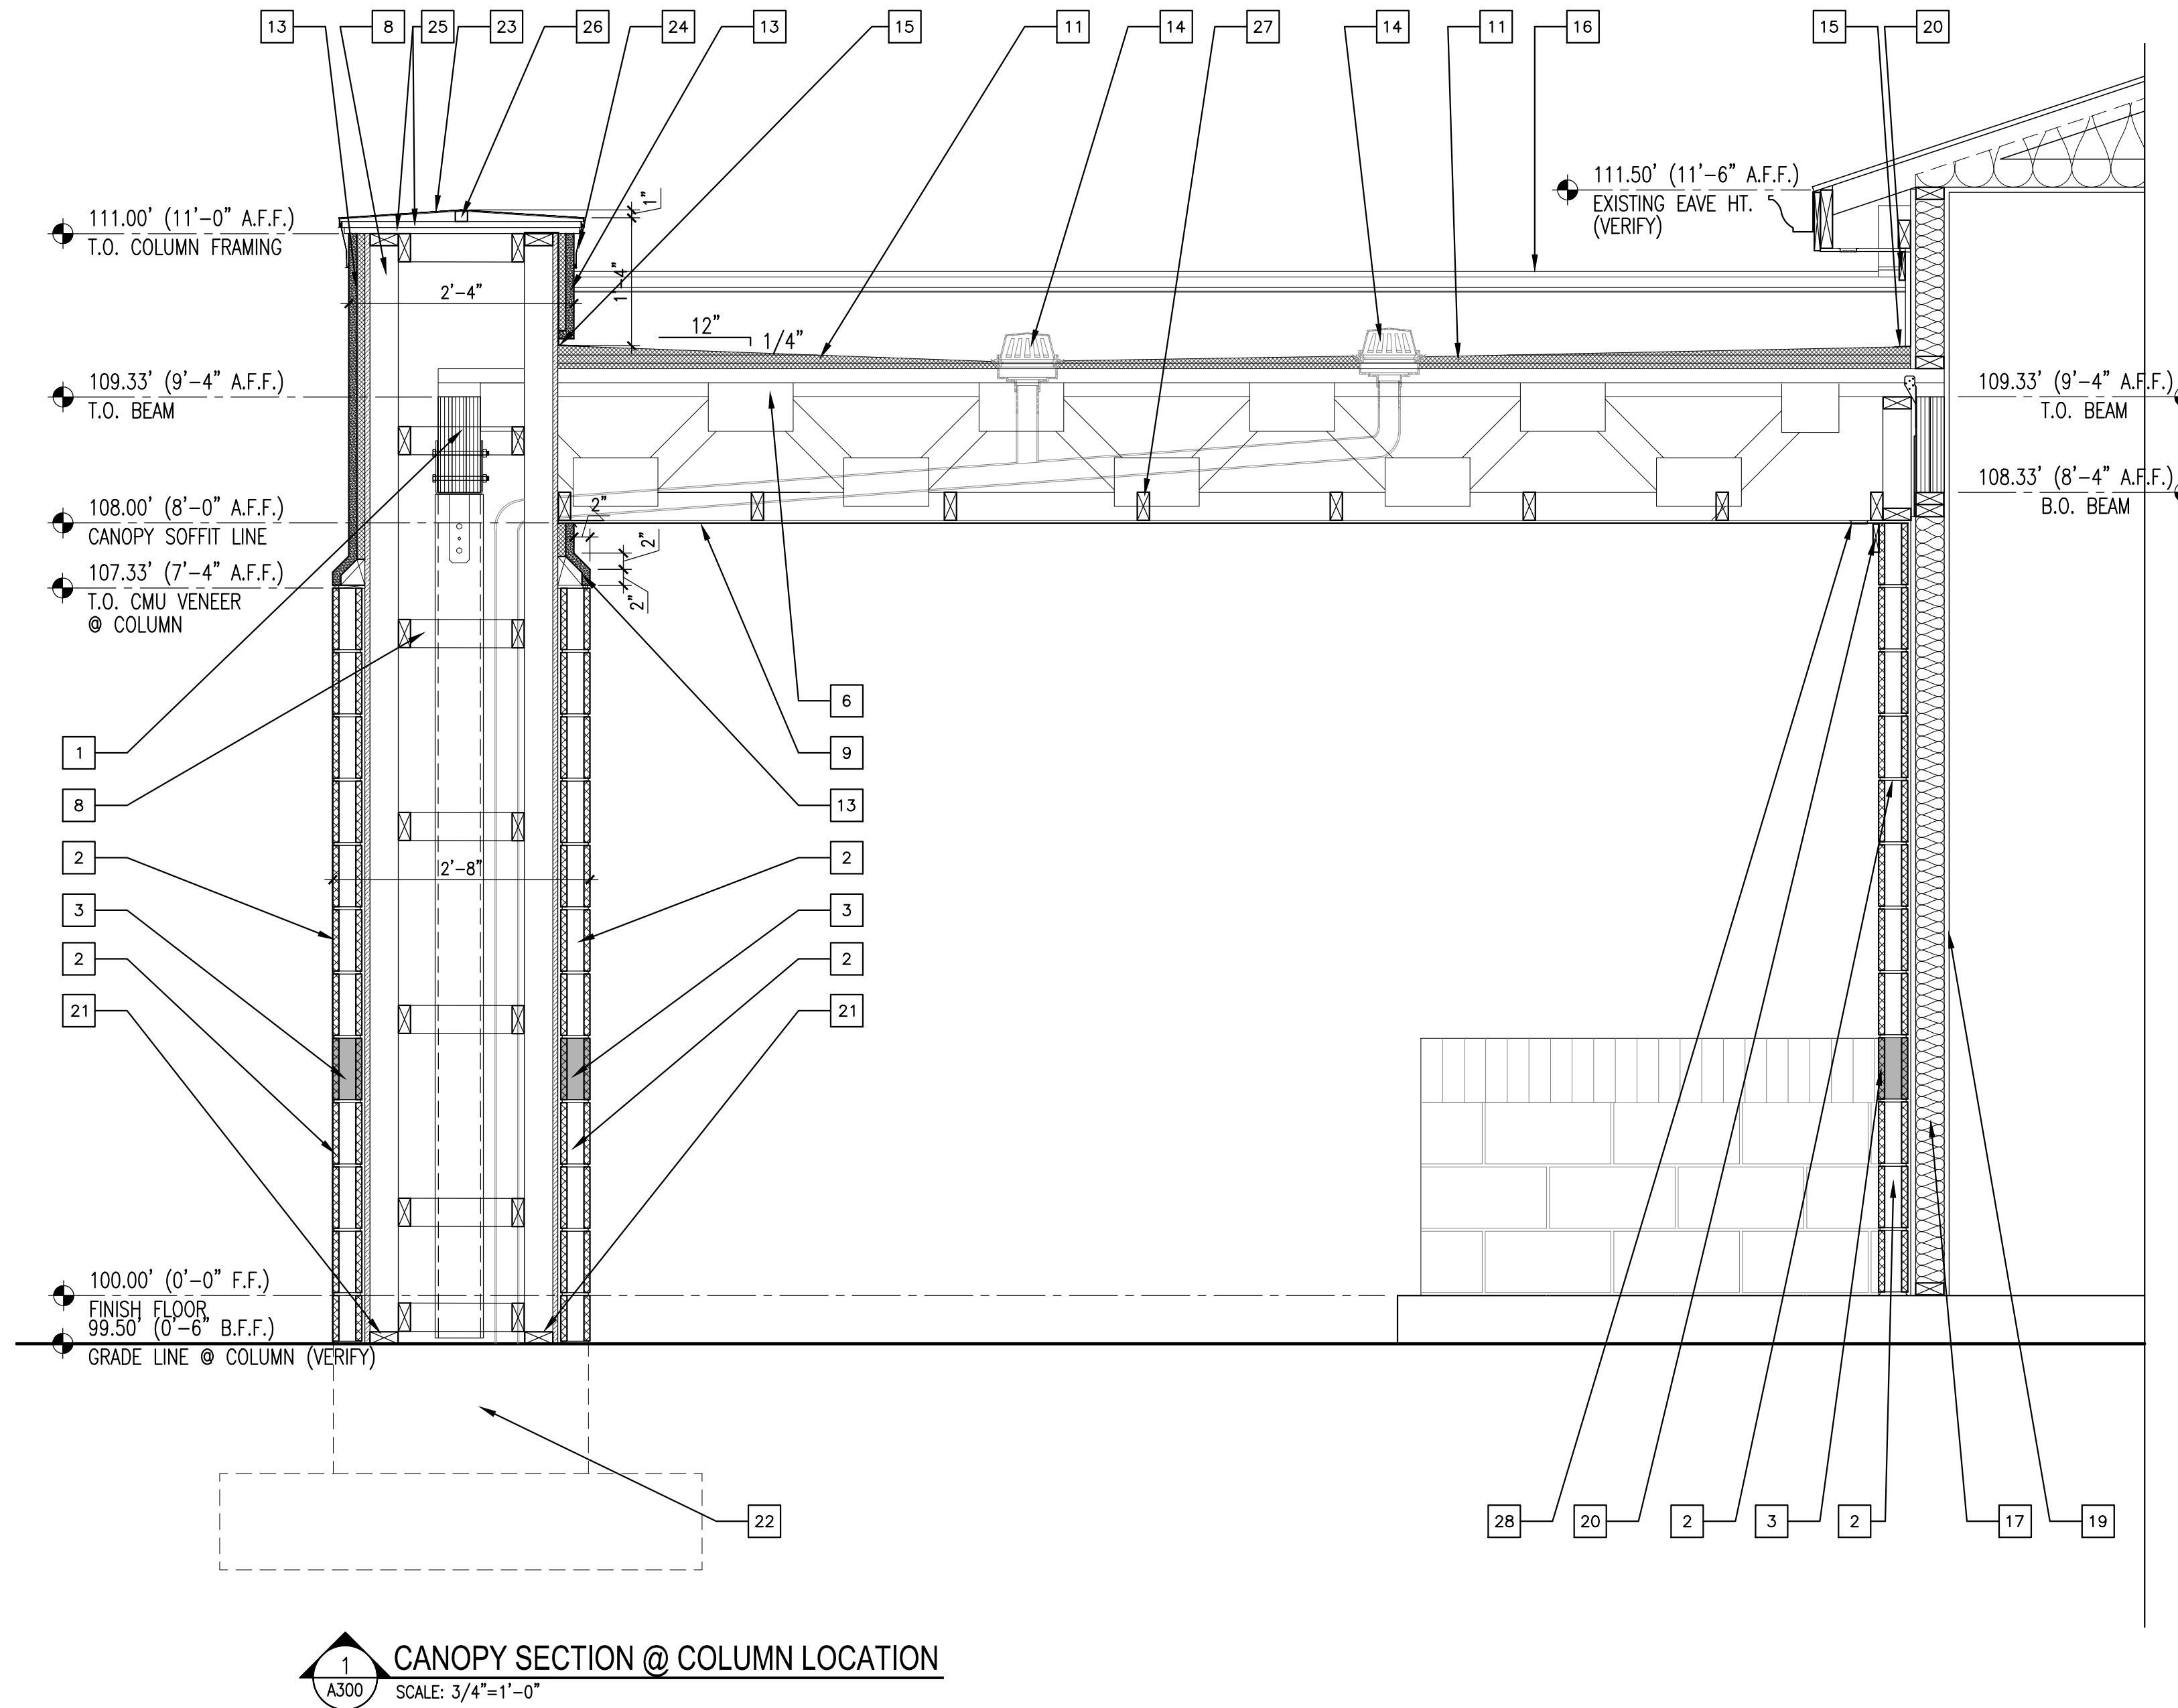 13
8
25
23
26
24
13
15
11
14
27
14
11
16
15
20
111.50' (11'-6" A.F.F.)
EXISTING EAVE HT.
(VERIFY)
111.00' (11'-0" A.F.F.)
T.O. COLUMN FRAMING
1"
1'-4"
2'-4"
12"
1/4"
109.33' (9'-4" A.F.F.)
T.O. BEAM
109.33' (9'-4" A.F.F.)
T.O. BEAM
108.33' (8'-4" A.F.F.)
B.O. BEAM
108.00' (8'-0" A.F.F.)
CANOPY SOFFIT LINE
2"
2"
2"
107.33' (7'-4" A.F.F.)
T.O. CMU VENEER
@ COLUMN
6
1
9
8
13
2
2'-8"
2
3
3
2
2
21
21
100.00' (0'-0" F.F.)
FINISH FLOOR
99.50' (0'-6" B.F.F.)
GRADE LINE @ COLUMN (VERIFY)
22
28
20
2
3
2
17
19
1
A300
CANOPY SECTION @ COLUMN LOCATION
SCALE: 3/4"=1'-0"